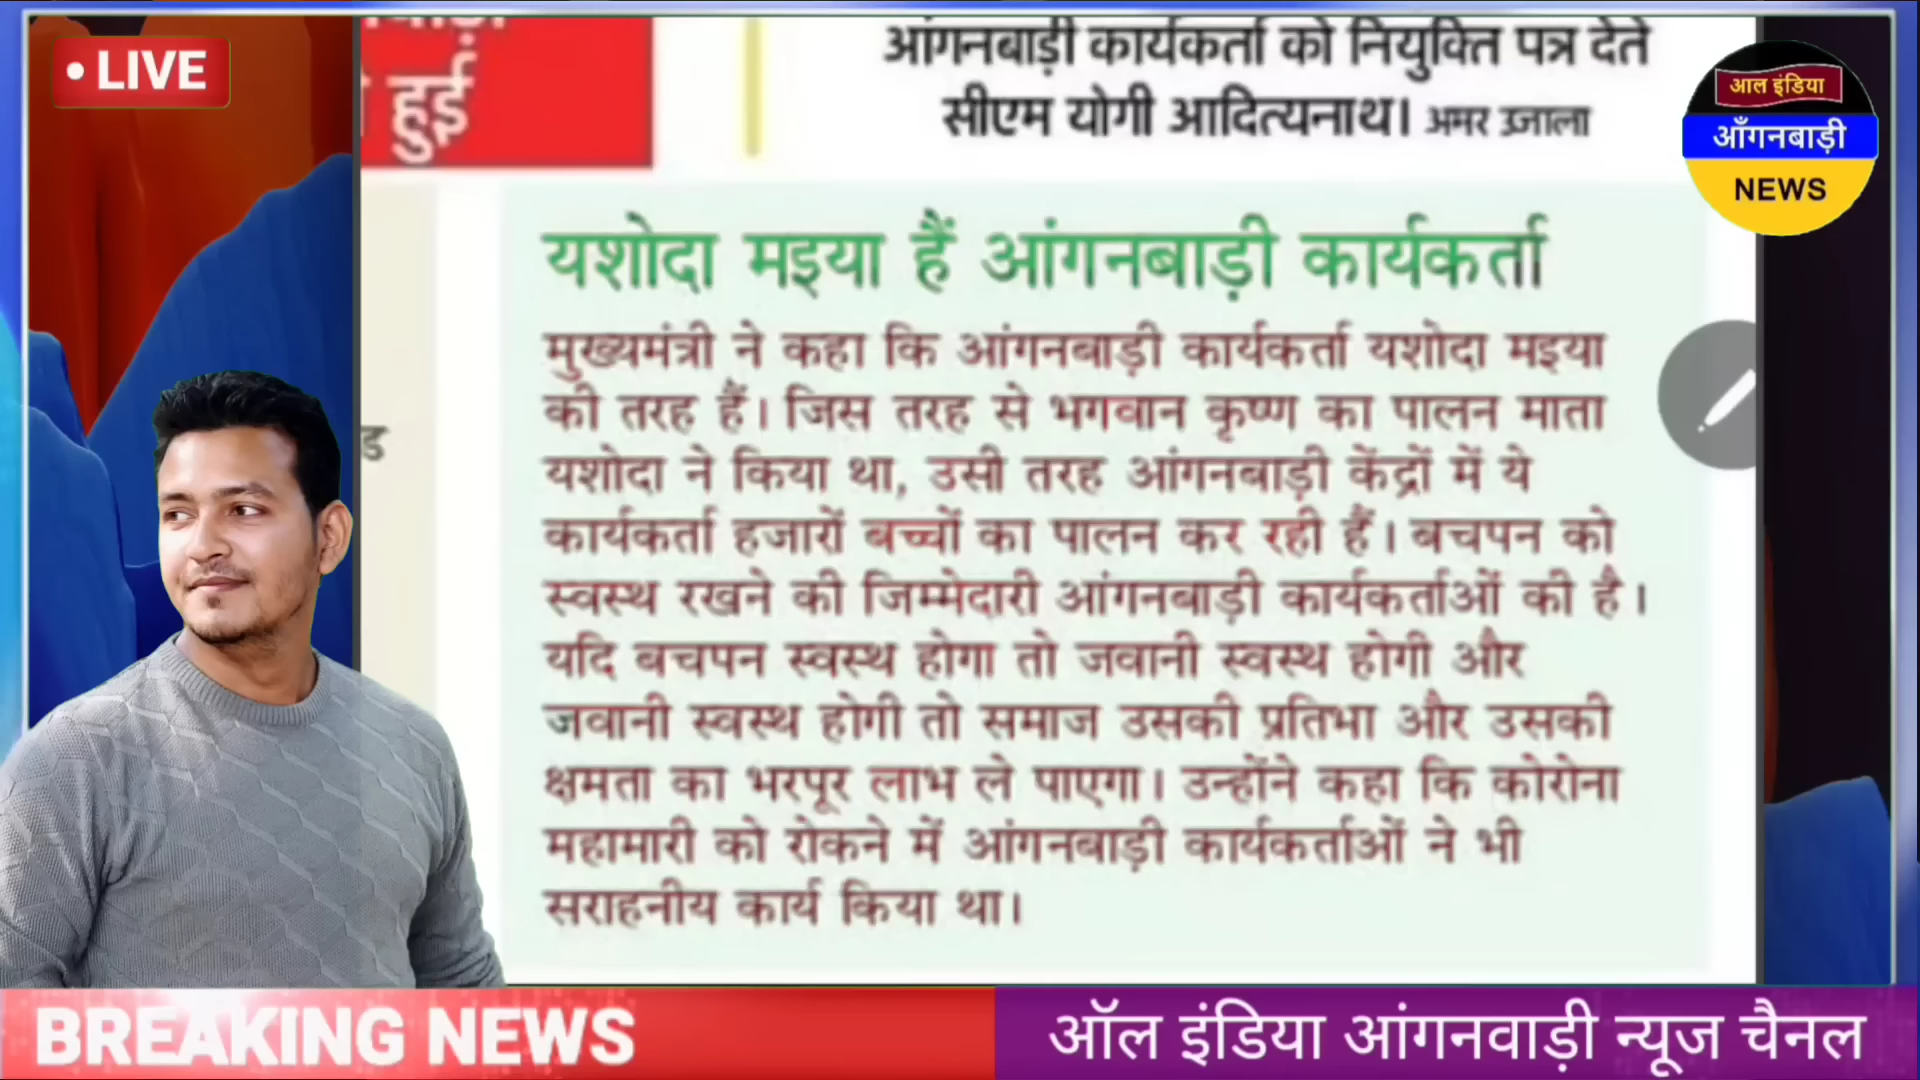 LIVE
हुई
आंगनबाड़ी कार्यकर्ता को नियुक्ति पत्र देते
सीएम योगी आदित्यनाथ। अमर उजाला
आल इंडिया
आँगनबाड़ी
NEWS
यशोदा मइया हैं आंगनबाड़ी कार्यकर्ता
मुख्यमंत्री ने कहा कि आंगनबाड़ी कार्यकर्ता यशोदा मइया
की तरह हैं। जिस तरह से भगवान कृष्ण का पालन माता
यशोदा ने किया था, उसी तरह आंगनबाड़ी केंद्रों में ये
कार्यकर्ता हजारों बच्चों का पालन कर रही हैं। बचपन को
स्वस्थ रखने की जिम्मेदारी आंगनबाड़ी कार्यकर्ताओं की है।
यदि बचपन स्वस्थ होगा तो जवानी स्वस्थ होगी और
जवानी स्वस्थ होगी तो समाज उसकी प्रतिभा और उसकी
क्षमता का भरपूर लाभ ले पाएगा। उन्होंने कहा कि कोरोना
महामारी को रोकने में आंगनबाड़ी कार्यकर्ताओं ने भी
सराहनीय कार्य किया था।
BREAKING NEWS
ऑल इंडिया आंगनवाड़ी न्यूज चैनल